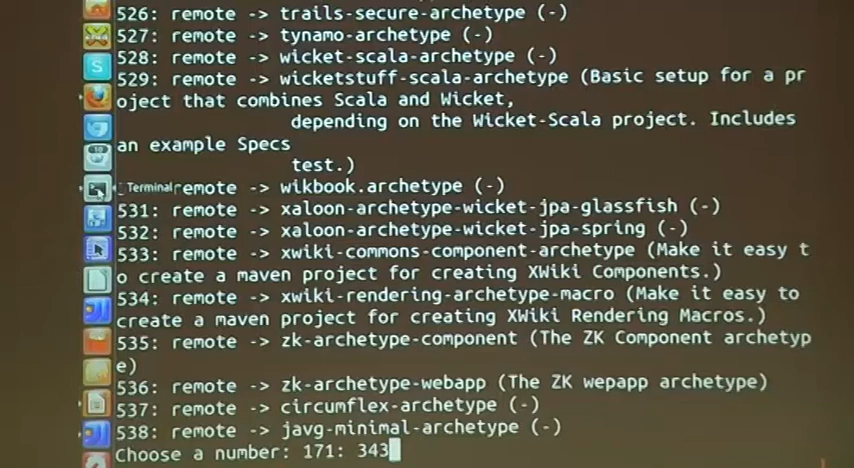 526: remote -> trails-secure-archetype (-)
527: remote -> tynamo-archetype (-)
528: remote -> wicket-scala-archetype (-)
529: remote -> wicketstuff-scala-archetype (Basic setup for a pr
oject that combines Scala and Wicket,
depending on the Wicket-Scala project. Includes
an example Specs
test.)
Terminal remote -> wikbook.archetype (-)
531: remote -> xaloon-archetype-wicket-jpa-glassfish (-)
532: remote -> xaloon-archetype-wicket-jpa-spring (-)
533: remote -> xwiki-commons-component-archetype (Make it easy t
o create a maven project for creating XWiki Components.)
534: remote -> xwiki-rendering-archetype-macro (Make it easy to
create a maven project for creating XWiki Rendering Macros.)
535: remote -> zk-archetype-component (The ZK Component archetyp
e)
536: remote -> zk-archetype-webapp (The ZK wepapp archetype)
537: remote -> circumflex-archetype (-)
538: remote -> javg-minimal-archetype (-)
Choose a number: 171: 343